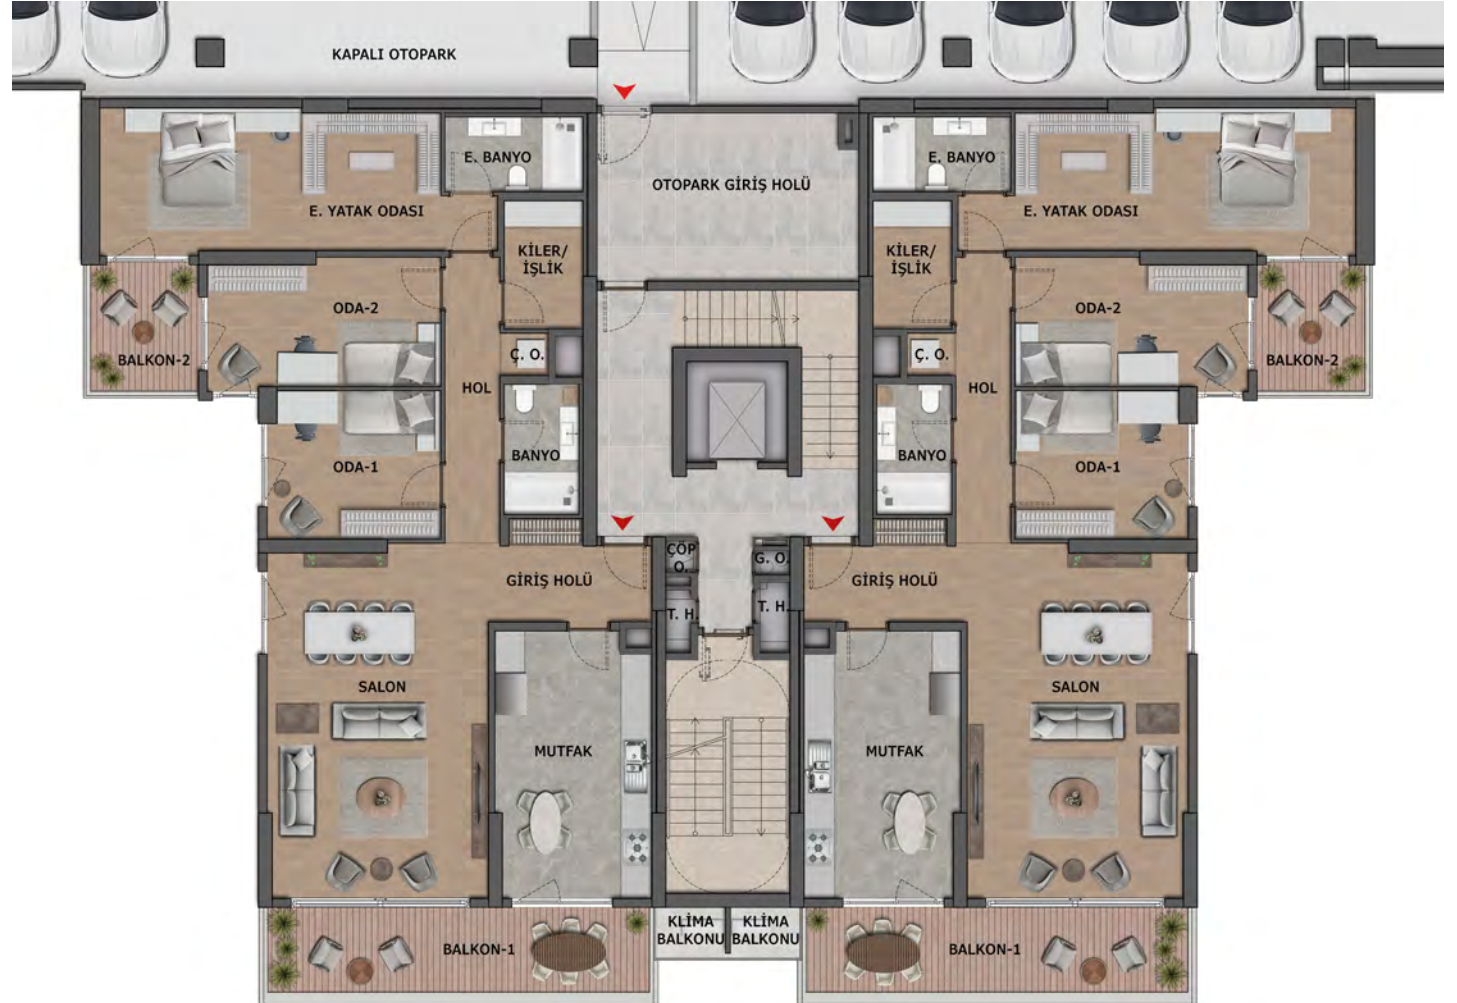 KAPALI OTOPARK
E. BANYO
E. BANYO
OTOPARK GİRİŞ HOLÜ
E. YATAK ODASI
E. YATAK ODASI
KİLER/
İŞLİK
KİLER/
İŞLİK
ODA-2
ODA-2
BALKON-2
Ç. O.
Ç. O.
BALKON-2
HOL
HOL
BANYO
BANYO
ODA-1
ODA-1
ÇÖP
O.
G. O.
GİRİŞ HOLÜ
GİRİŞ HOLÜ
T. H.
T. H.
SALON
SALON
MUTFAK
MUTFAK
KLİMA
BALKONU
KLİMA
BALKONU
BALKON-1
BALKON-1